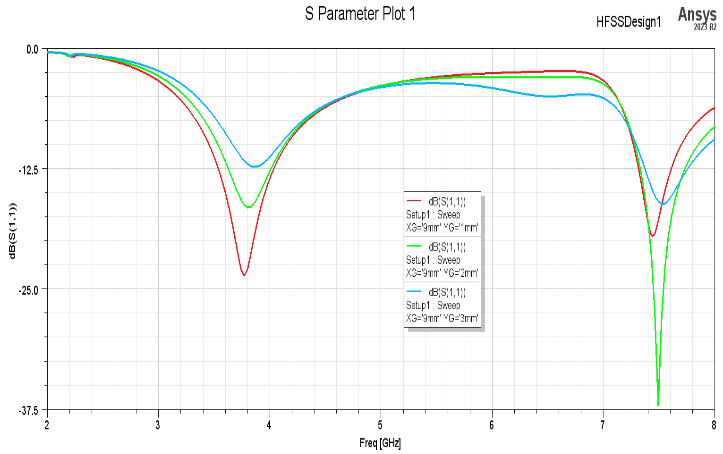 S Parameter Plot 1
HFSSDesign1
Ansys
2023 R2
0.0
-12.5
-25.0
-37.5
dB(S(1,1))
dB(S(1,1))
Setup1 : Sweep
XG='9mm' YG='1mm'
dB(S(1,1))
Setup1 : Sweep
XG='9mm' YG='2mm'
dB(S(1,1))
Setup1 : Sweep
XG='9mm' YG='3mm'
2 3 4 5 6 7 8
Freq [GHz]